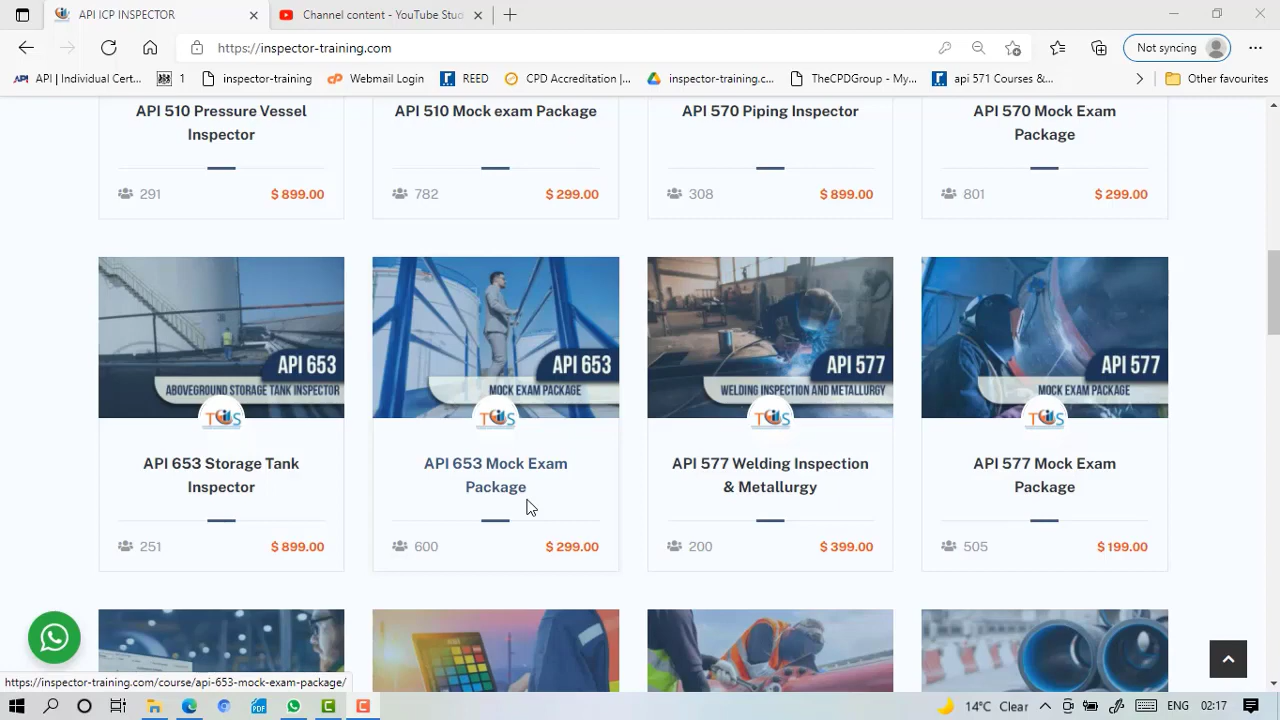 API ICP INSPECTOR
Channel content - YouTube Stu
https://inspector-training.com
Not syncing
API | Individual Cert...
1
inspector-training
Webmail Login
REED
CPD Accreditation |...
inspector-training.c...
TheCPDGroup - My...
api 571 Courses &...
Other favourites
API 510 Pressure Vessel
Inspector
291
$ 899.00
API 510 Mock exam Package
782
$ 299.00
API 570 Piping Inspector
308
$ 899.00
API 570 Mock Exam
Package
801
$ 299.00
API 653
ABOVEGROUND STORAGE TANK INSPECTOR
TIS
API 653 Storage Tank
Inspector
251
$ 899.00
API 653
MOCK EXAM PACKAGE
TIS
API 653 Mock Exam
Package
600
$ 299.00
API 577
WELDING INSPECTION AND METALLURGY
TIS
API 577 Welding Inspection
& Metallurgy
200
$ 399.00
API 577
MOCK EXAM PACKAGE
TIS
API 577 Mock Exam
Package
505
$ 199.00
https://inspector-training.com/course/api-653-mock-exam-package/
14°C Clear
ENG
02:17